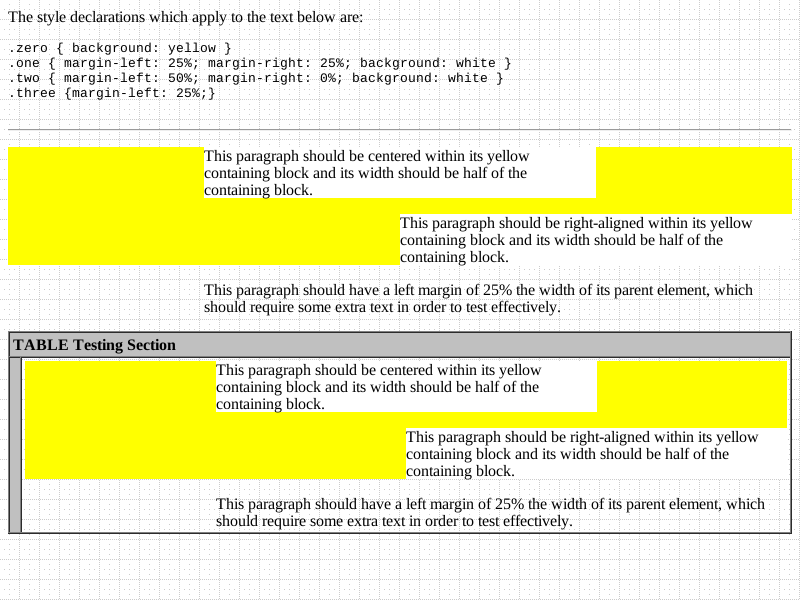 The style declarations which apply to the text below are:
.zero { background: yellow }
.one { margin-left: 25%; margin-right: 25%; background: white }
.two { margin-left: 50%; margin-right: 0%; background: white }
.three {margin-left: 25%;}
This paragraph should be centered within its yellow
containing block and its width should be half of the
containing block.
This paragraph should be right-aligned within its yellow
containing block and its width should be half of the
containing block.
This paragraph should have a left margin of 25% the width of its parent element, which
should require some extra text in order to test effectively.
TABLE Testing Section
This paragraph should be centered within its yellow
containing block and its width should be half of the
containing block.
This paragraph should be right-aligned within its yellow
containing block and its width should be half of the
containing block.
This paragraph should have a left margin of 25% the width of its parent element, which
should require some extra text in order to test effectively.